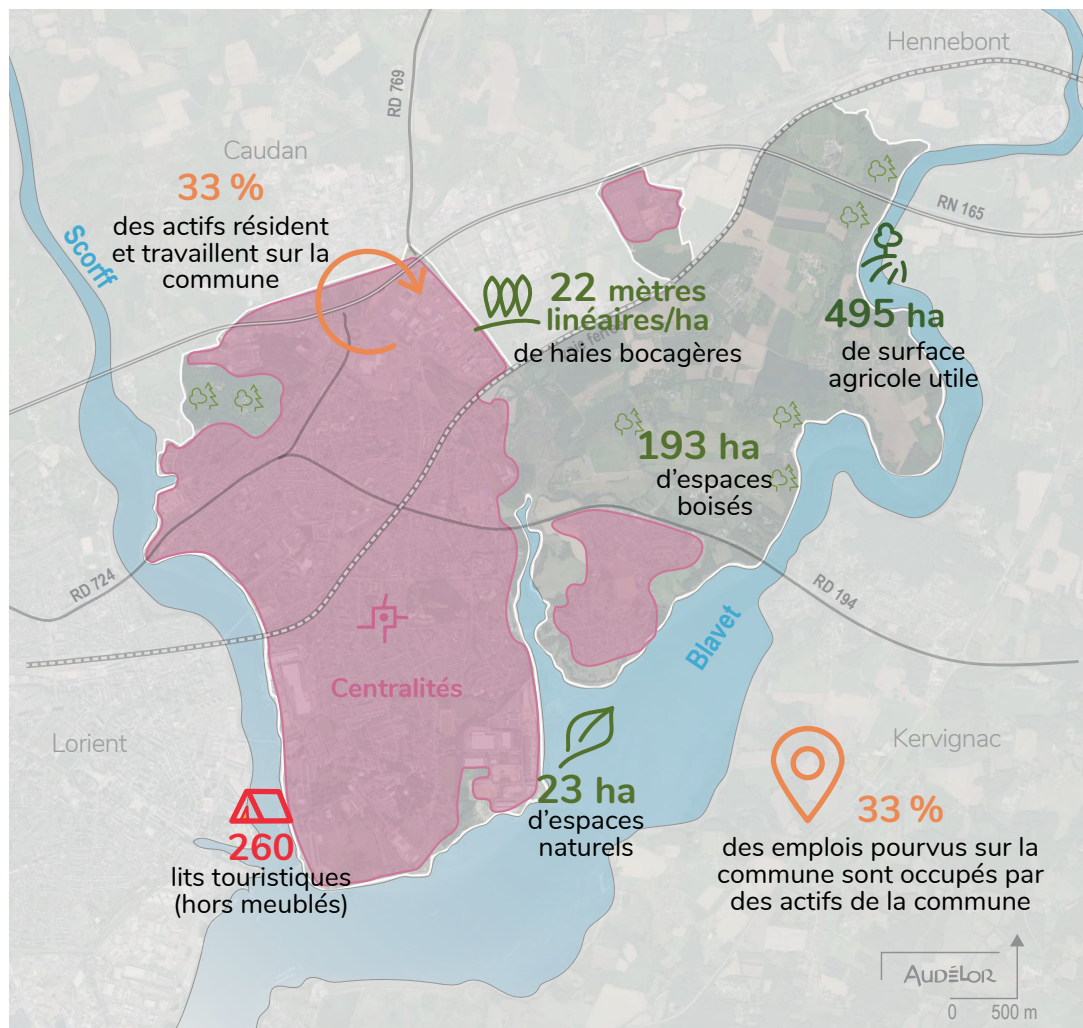 Hennebont
RD 769
Caudan
33 %
des actifs résident
et travaillent sur la
commune
Scorff
RN 165
22 mètres
linéaires/ha
de haies bocagères
495 ha
de surface
agricole utile
193 ha
d'espaces
boisés
RD 724
RD 194
Blavet
Centralités
Lorient
Kervignac
23 ha
d'espaces
naturels
260
lits touristiques
(hors meublés)
33 %
des emplois pourvus sur la
commune sont occupés par
des actifs de la commune
AUDÉLOR
0 500 m